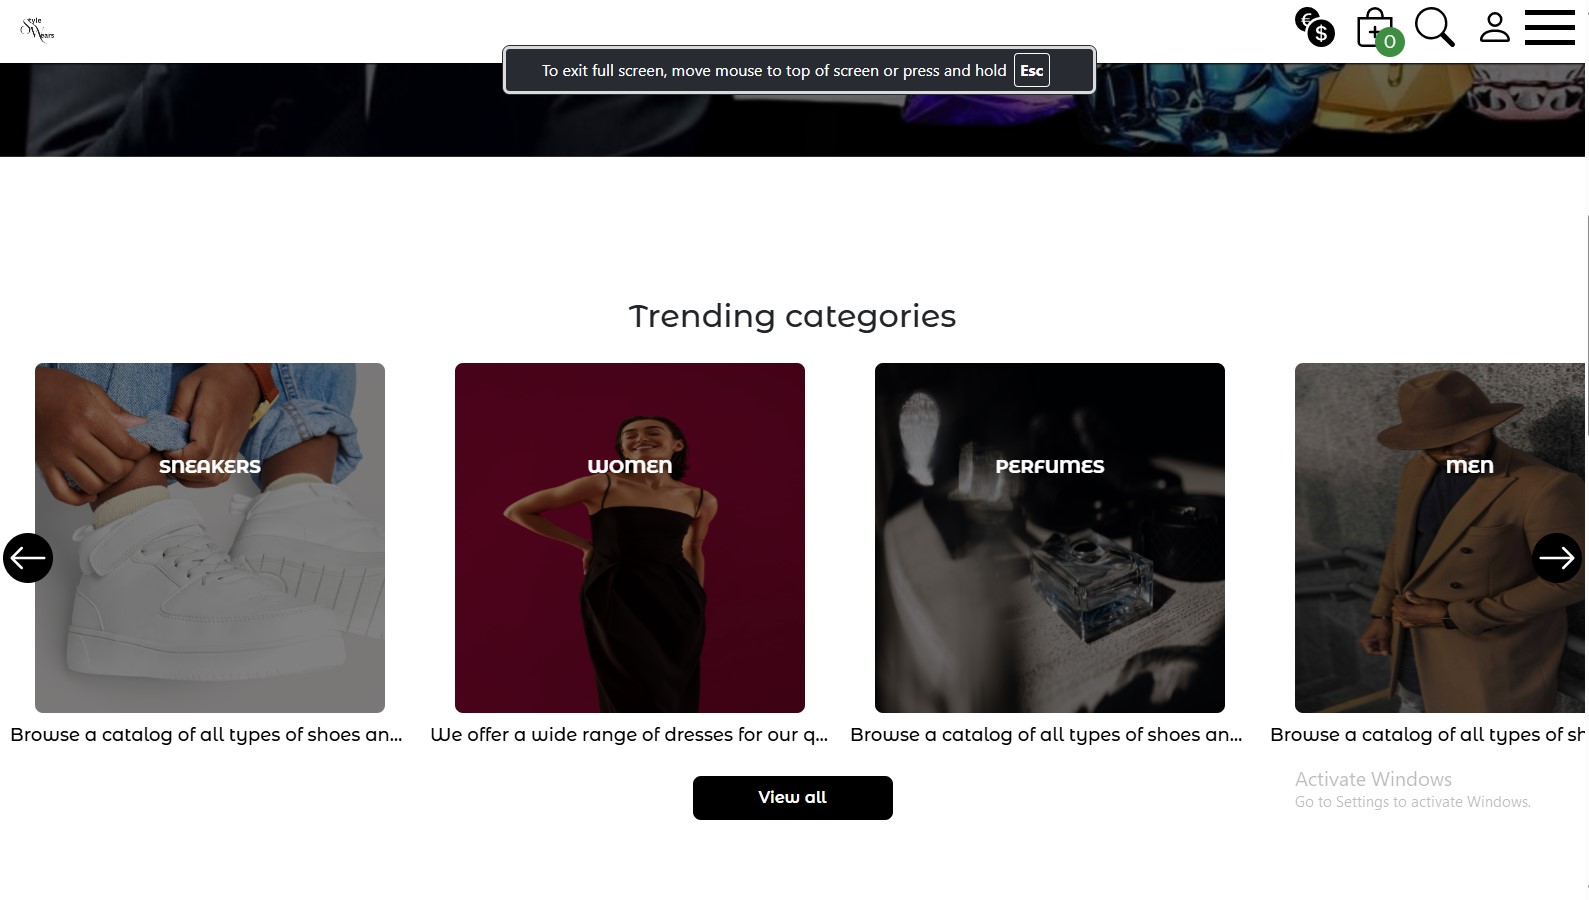 Style
Wears
€
$
0
To exit full screen, move mouse to top of screen or press and hold Esc
Trending categories
SNEAKERS
WOMEN
PERFUMES
MEN
Browse a catalog of all types of shoes an...
We offer a wide range of dresses for our q...
Browse a catalog of all types of shoes an...
Browse a catalog of all types of sh
View all
Activate Windows
Go to Settings to activate Windows.